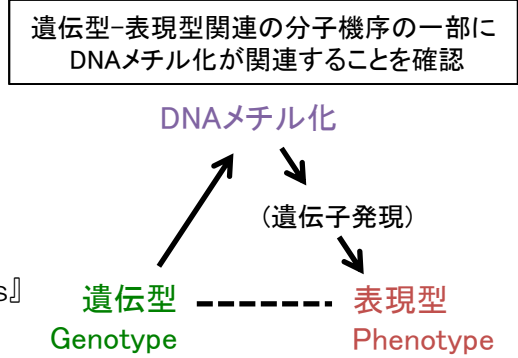 遺伝型-表現型関連の分子機序の一部に
DNAメチル化が関連することを確認
DNAメチル化
(遺伝子発現)
s』
遺伝型
表現型
Genotype
Phenotype